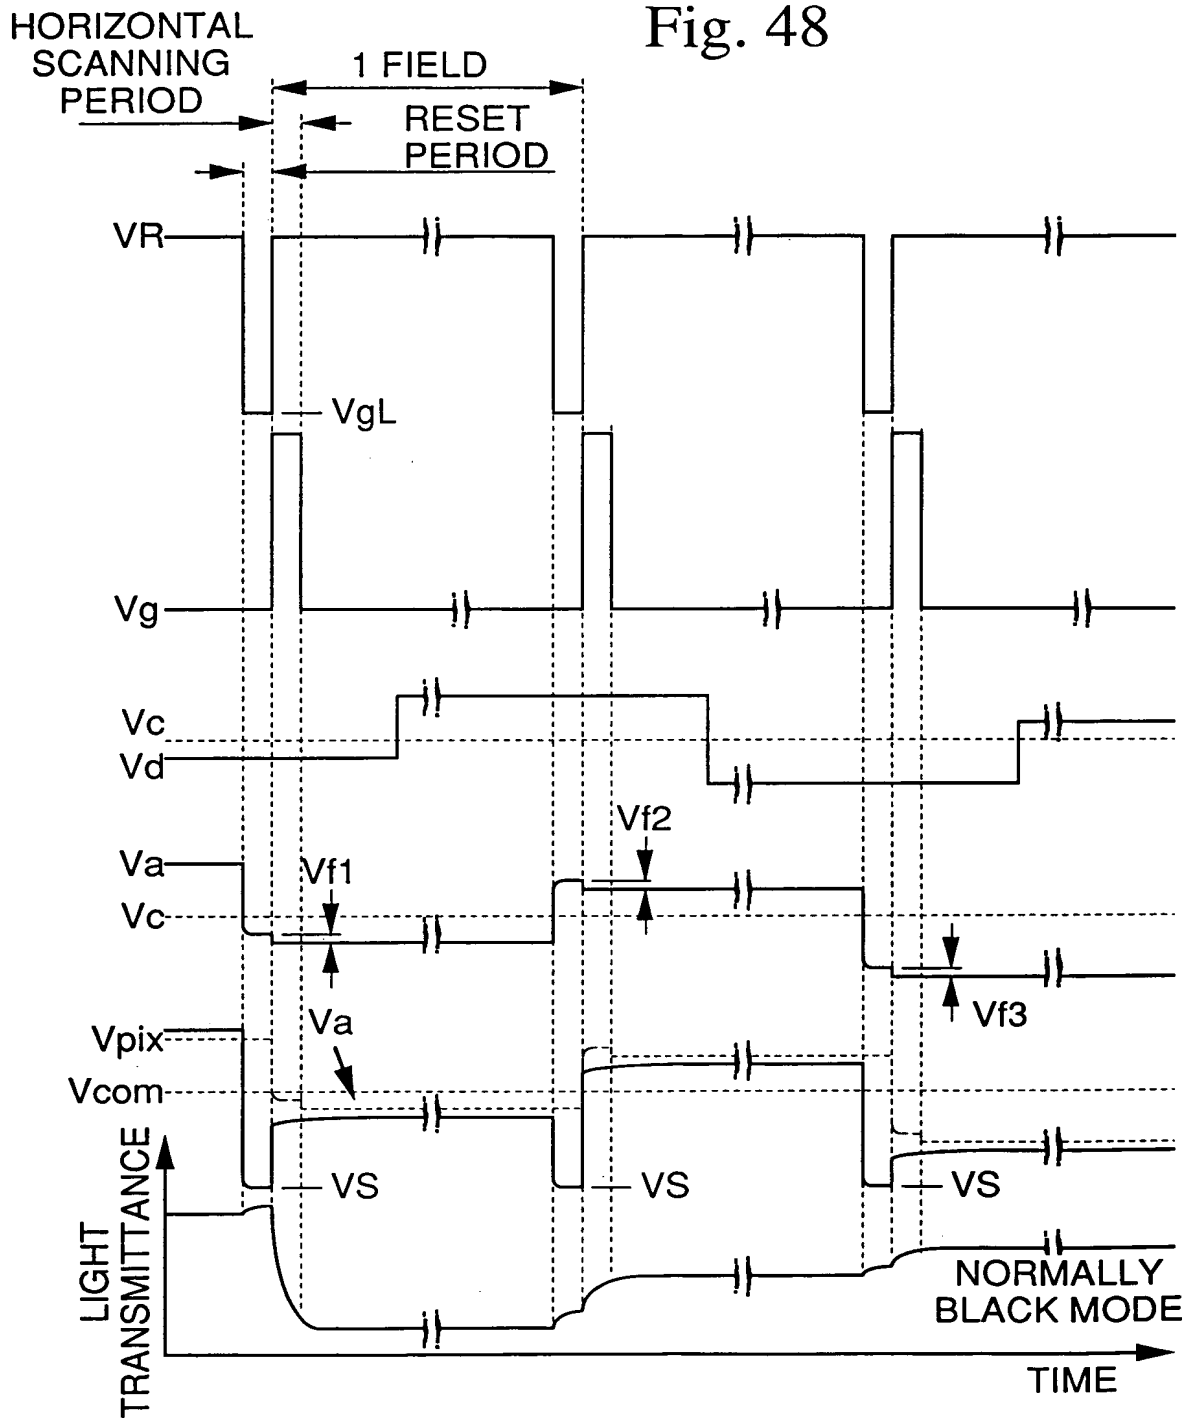 Fig. 48
HORIZONTAL
SCANNING
PERIOD
1 FIELD
RESET
PERIOD
VR
VgL
Vg
Vc
Vd
Vf2
Va
Vf1
Vc
Vf3
Va
Vpix
Vcom
VS
VS
VS
LIGHT
TRANSMITTANCE
NORMALLY
BLACK MODE
TIME